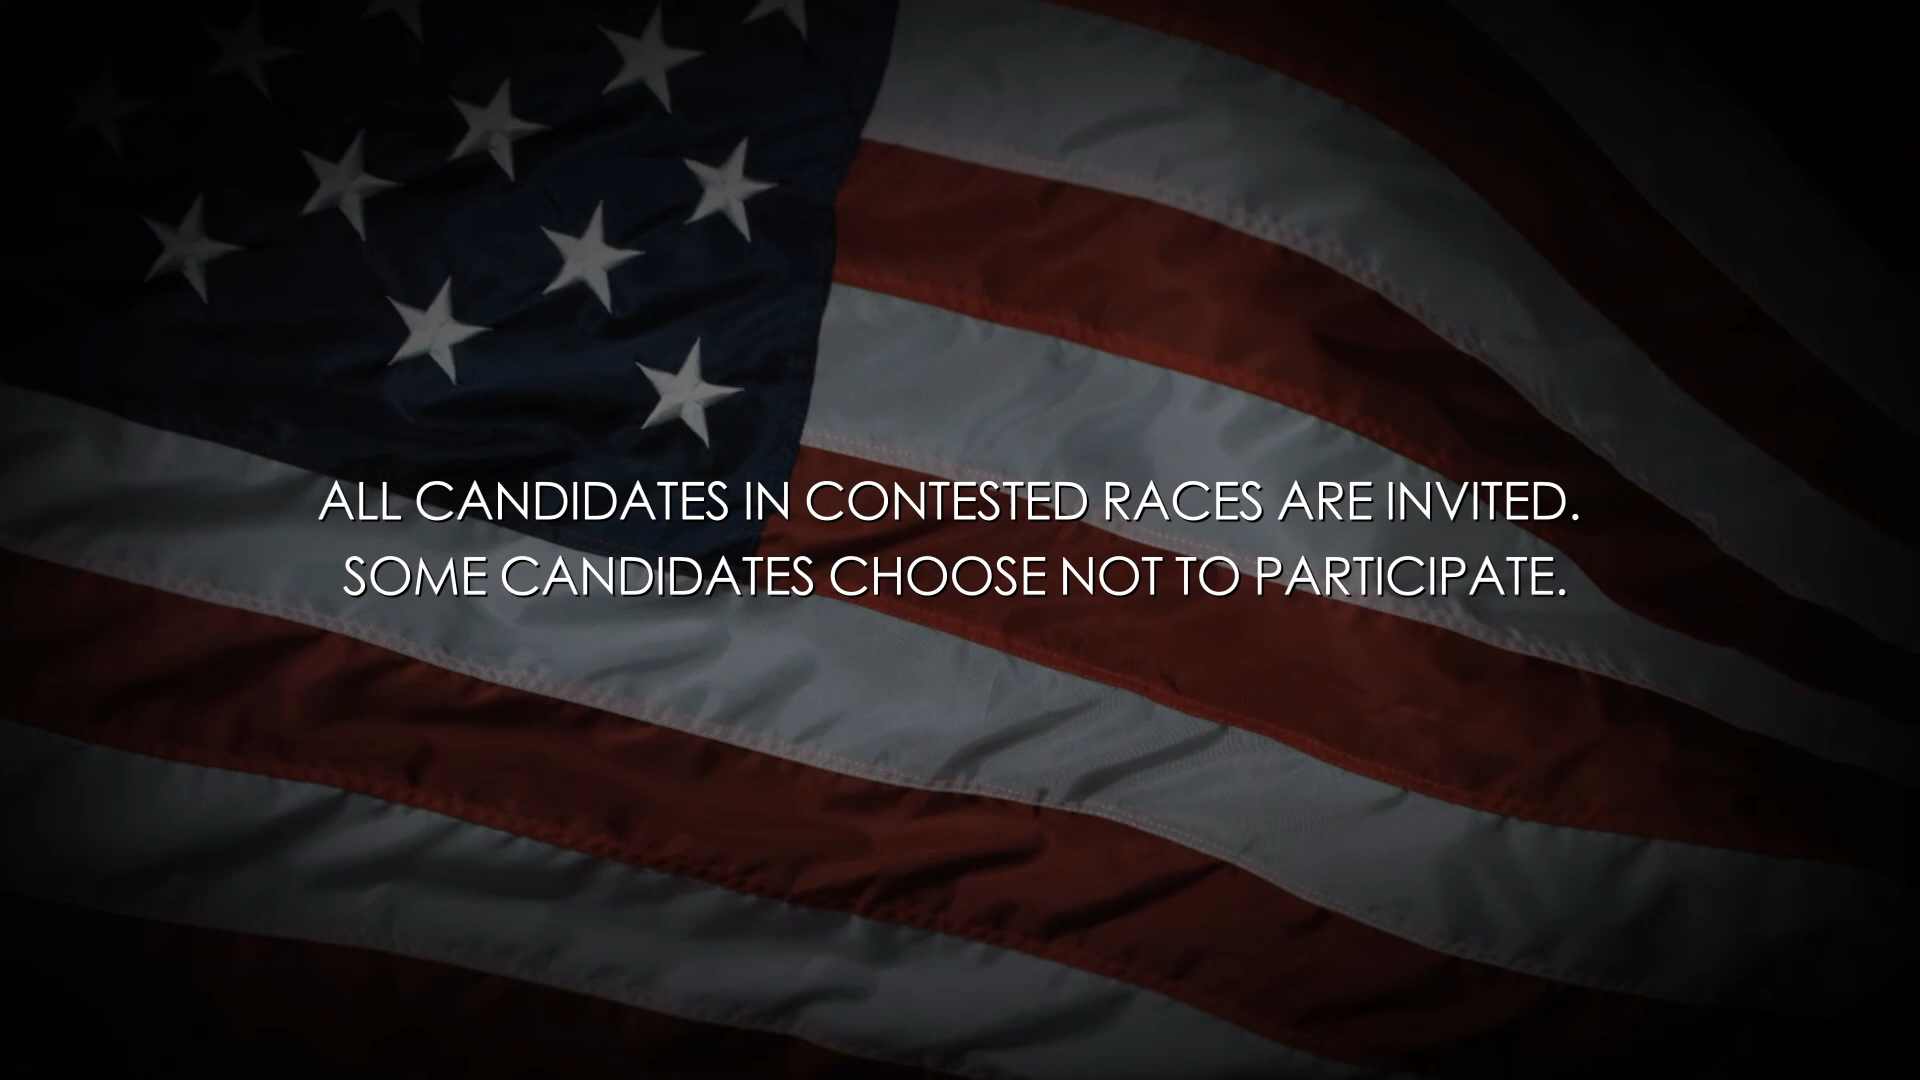 ALL CANDIDATES IN CONTESTED RACES ARE INVITED.
SOME CANDIDATES CHOOSE NOT TO PARTICIPATE.